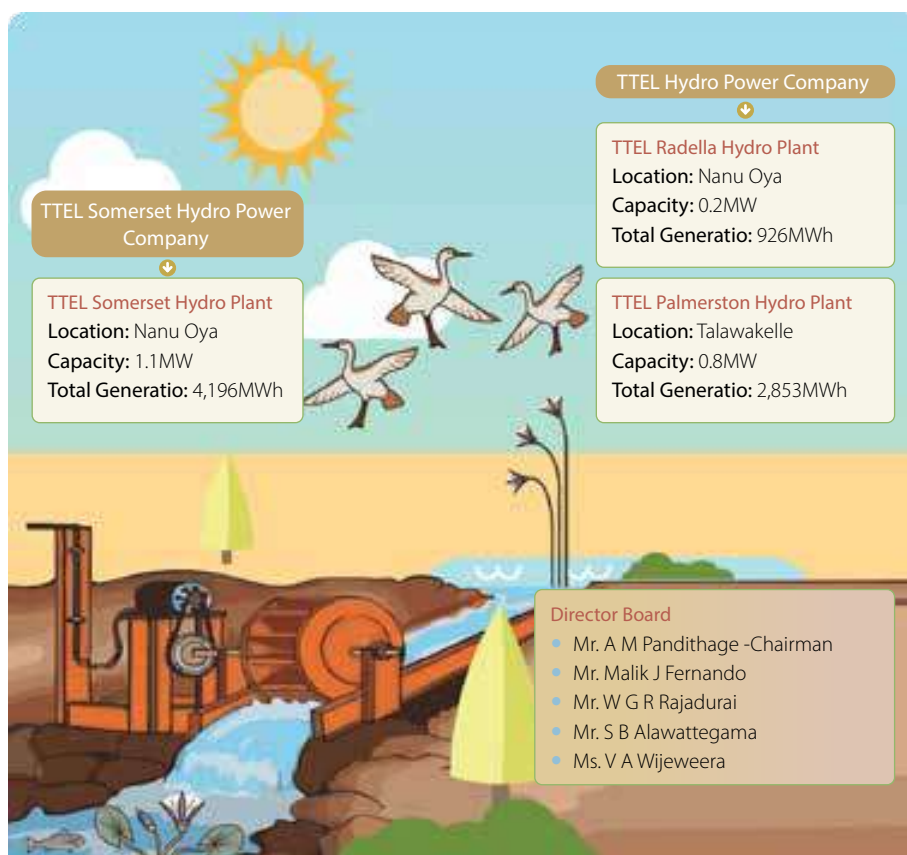 TTEL Somerset Hydro Power
Company
TTEL Somerset Hydro Plant
Location: Nanu Oya
Capacity: 1.1MW
Total Generatio: 4,196MWh
TTEL Hydro Power Company
TTEL Radella Hydro Plant
Location: Nanu Oya
Capacity: 0.2MW
Total Generatio: 926MWh
TTEL Palmerston Hydro Plant
Location: Talawakelle
Capacity: 0.8MW
Total Generatio: 2,853MWh
Director Board
• Mr. A M Pandithage -Chairman
• Mr. Malik J Fernando
• Mr. W G R Rajadurai
• Mr. S B Alawattegama
• Ms. V A Wijeweera